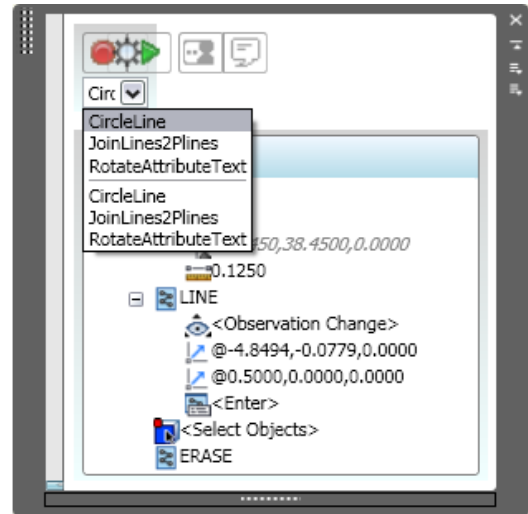 Circ
CircleLine
JoinLines2Plines
RotateAttributeText
CircleLine
JoinLines2Plines
RotateAttributeText
450,38.4500,0.0000
0.1250
LINE
<Observation Change>
@-4.8494,-0.0779,0.0000
@0.5000,0.0000,0.0000
<Enter>
<Select Objects>
ERASE